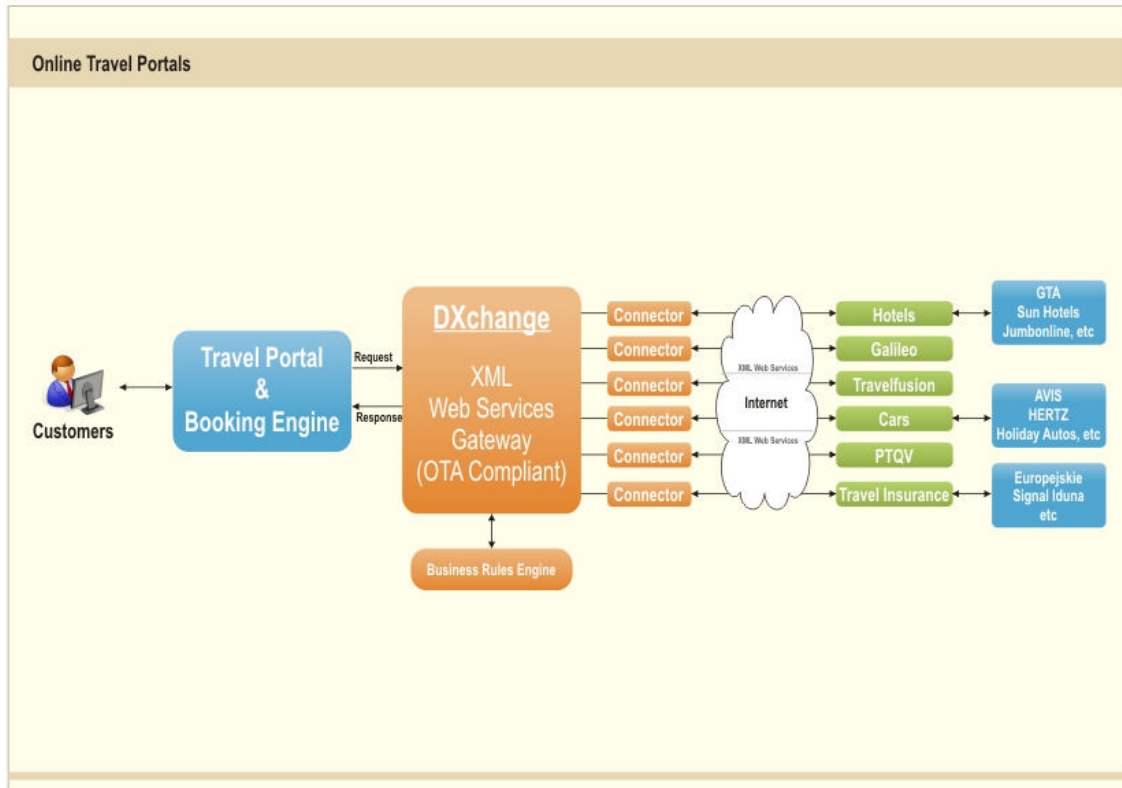 Online Travel Portals
Customers
Travel Portal
&
Booking Engine
Request
Response
DXchange
XML
Web Services
Gateway
(OTA Compliant)
Business Rules Engine
Connector
Connector
Connector
Connector
Connector
Connector
XML Web Services
Internet
XML Web Services
Hotels
Galileo
Travelfusion
Cars
PTQV
Travel Insurance
GTA
Sun Hotels
Jumbonline, etc
AVIS
HERTZ
Holiday Autos, etc
Europejskie
Signal Iduna
etc